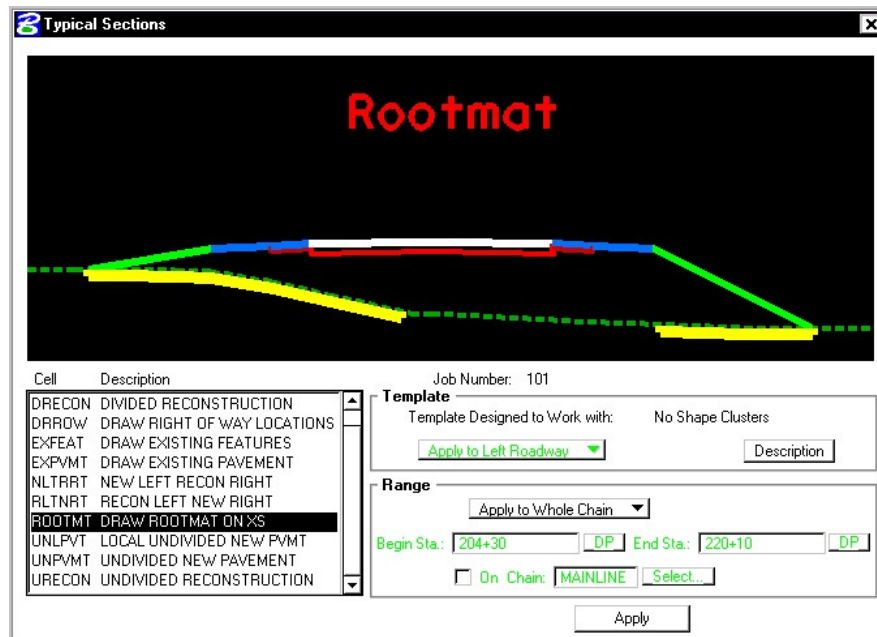 Typical Sections
Rootmat
Cell Description Job Number: 101
DRECON DIVIDED RECONSTRUCTION
DRROW DRAW RIGHT OF WAY LOCATIONS
EXFEAT DRAW EXISTING FEATURES
EXPVMT DRAW EXISTING PAVEMENT
NLTRRT NEW LEFT RECON RIGHT
RLTNRT RECON LEFT NEW RIGHT
ROOTMT DRAW ROOTMAT ON XS
UNLPVT LOCAL UNDIVIDED NEW PVMT
UNPVMT UNDIVIDED NEW PAVEMENT
URECON UNDIVIDED RECONSTRUCTION
Template
Template Designed to Work with: No Shape Clusters
Apply to Left Roadway Description
Range
Apply to Whole Chain
Begin Sta.: 204+30 DP End Sta.: 220+10 DP
On Chain: MAINLINE Select...
Apply